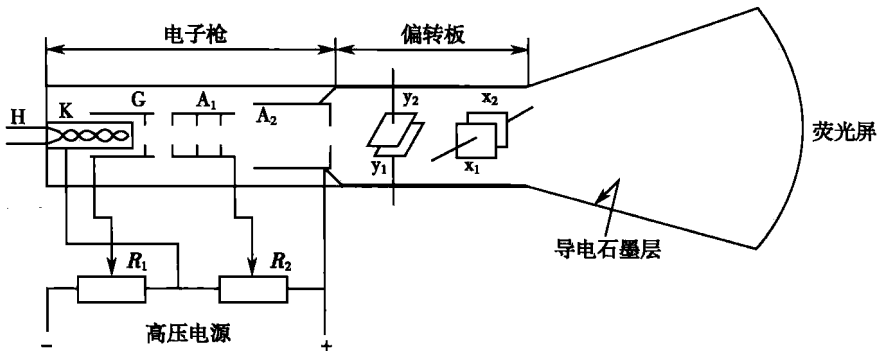 电子枪 偏转板
H K G A₁ A₂ y₂ x₂
y₁ x₁
荧光屏
导电石墨层
R₁ R₂
高压电源
− +